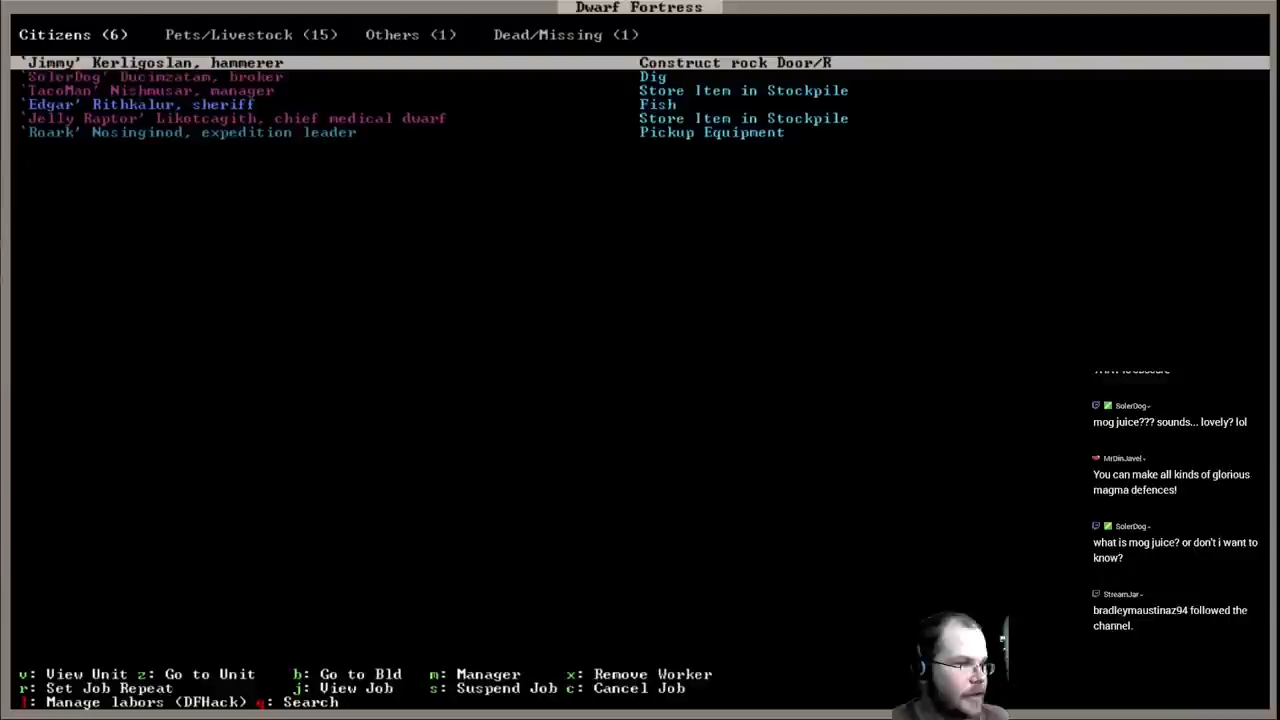 Dwarf Fortress
Citizens (6) Pets/Livestock (15) Others (1) Dead/Missing (1)
`Jimmy' Kerligoslan, hammerer Construct rock Door/R
`SolerDog' Ducimzatam, broker Dig
`TacoMan' Nishmusar, manager Store Item in Stockpile
`Edgar' Rithkalur, sheriff Fish
`Jelly Raptor' Likotcagith, chief medical dwarf Store Item in Stockpile
`Roark' Nosinginod, expedition leader Pickup Equipment
SolerDog
mog juice??? sounds... lovely? lol
MrDinJavel
You can make all kinds of glorious
magma defences!
SolerDog
what is mog juice? or don't i want to
know?
StreamJar
bradleymaustinaz94 followed the
channel.
v: View Unit z: Go to Unit b: Go to Bld m: Manager x: Remove Worker
r: Set Job Repeat j: View Job s: Suspend Job c: Cancel Job
l: Manage labors (DFHack) q: Search